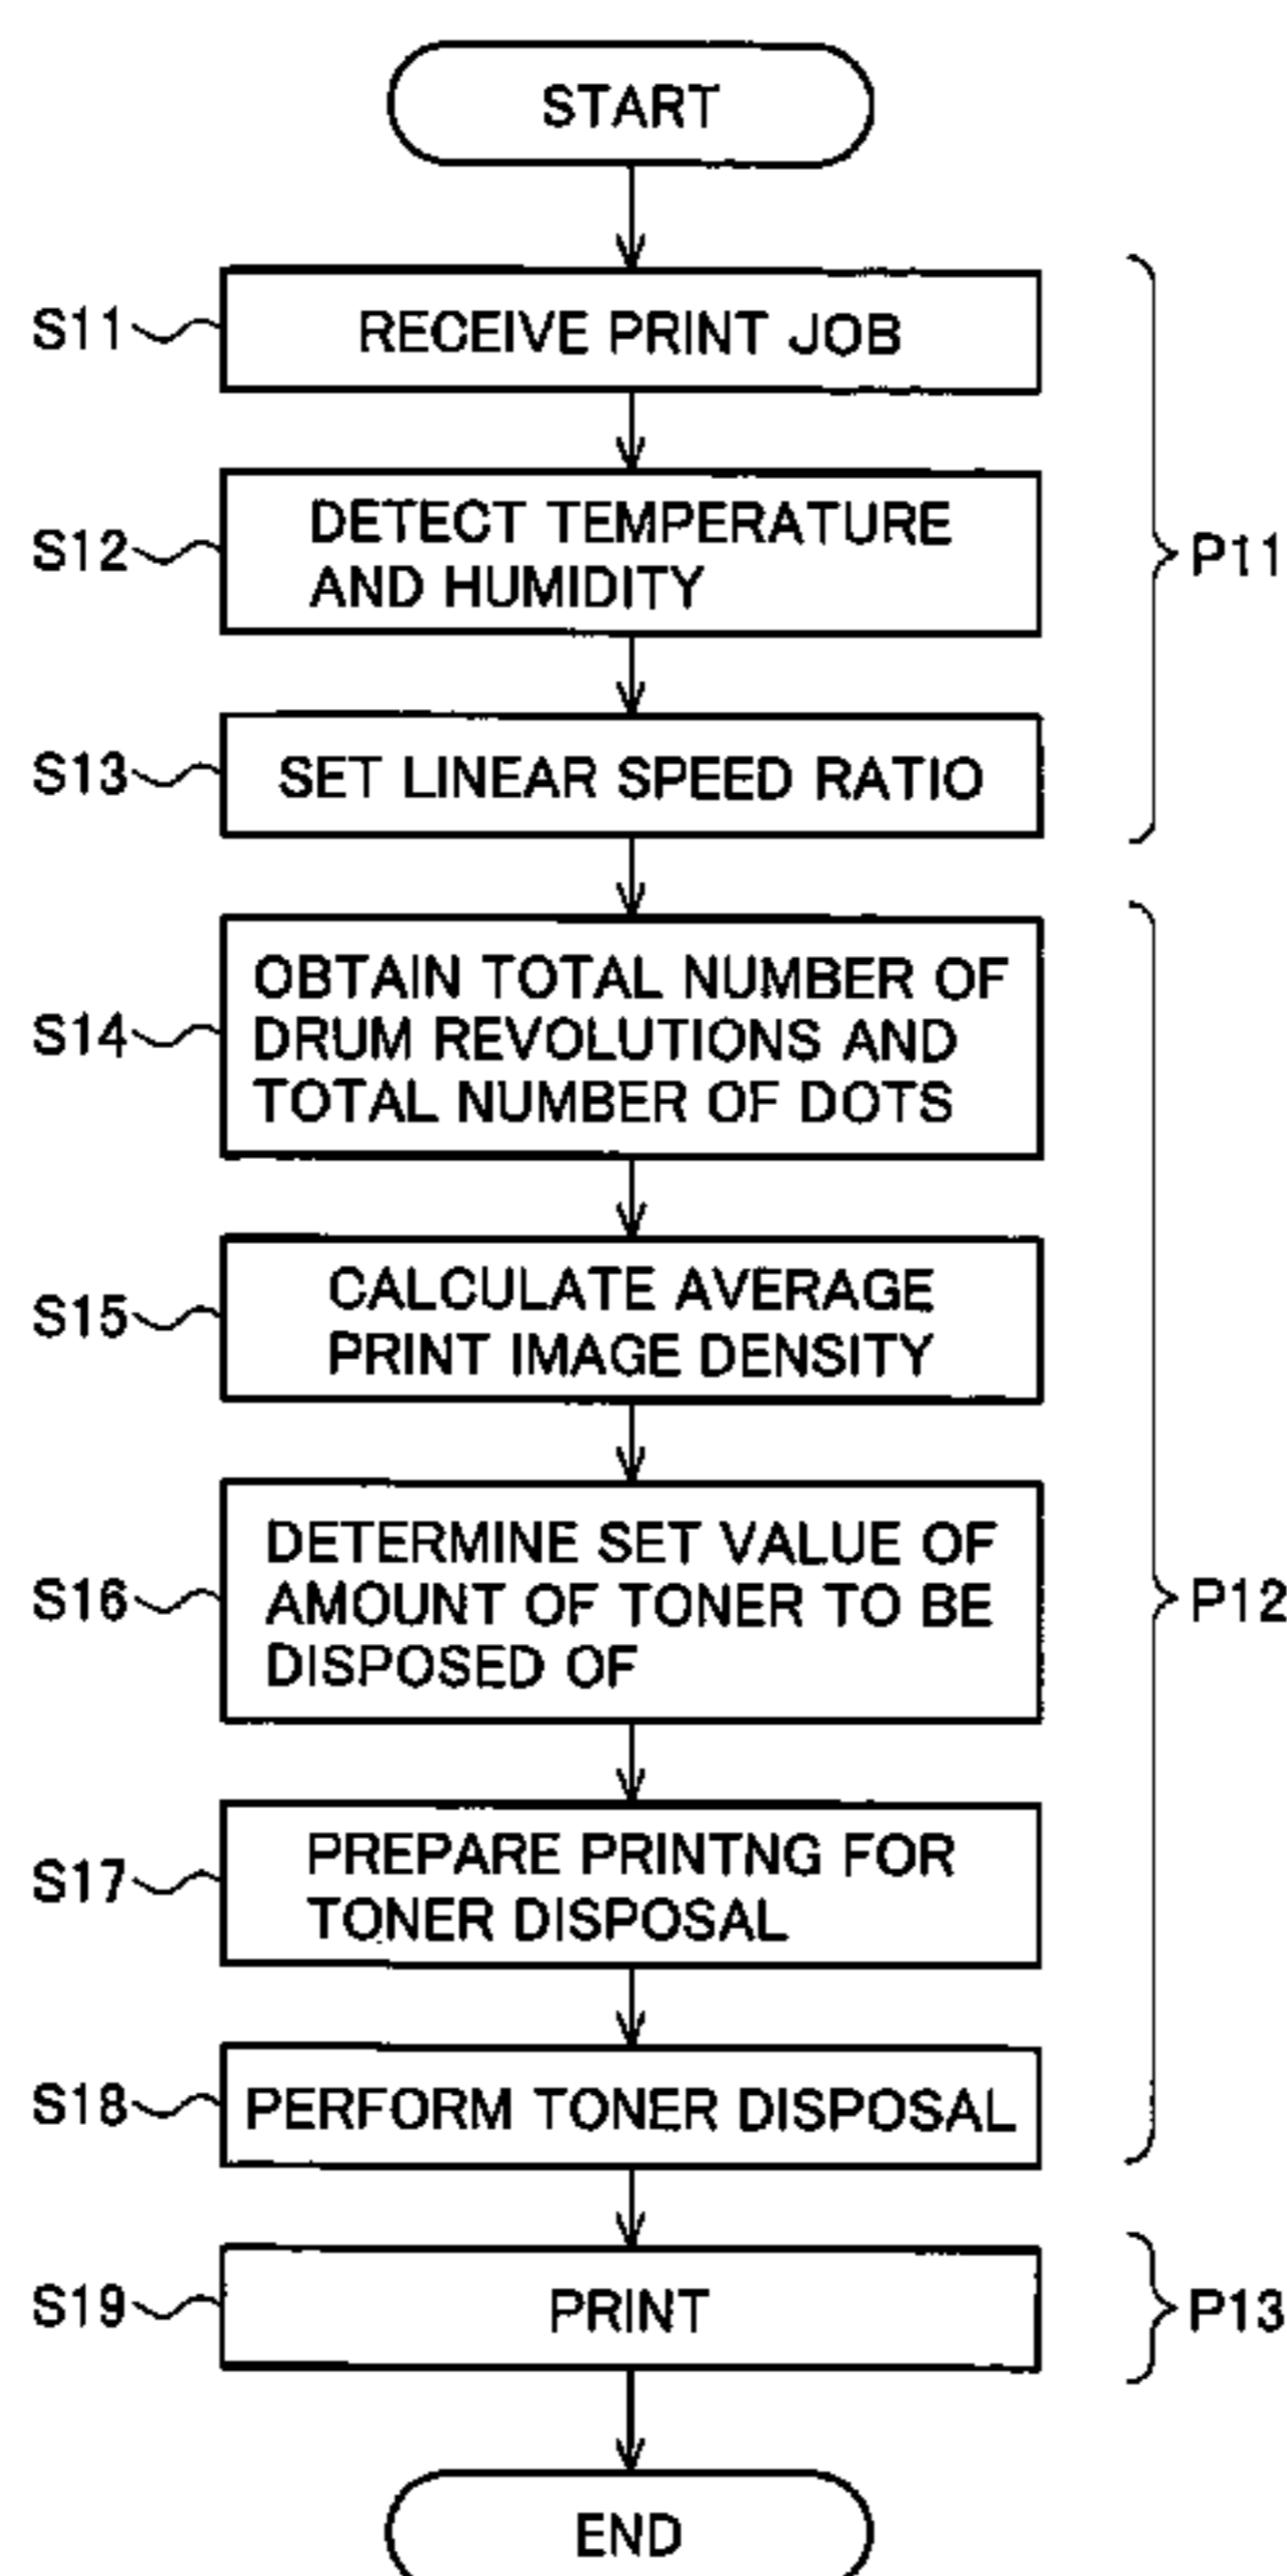 START
S11
RECEIVE PRINT JOB
S12
DETECT TEMPERATURE
AND HUMIDITY
P11
S13
SET LINEAR SPEED RATIO
S14
OBTAIN TOTAL NUMBER OF
DRUM REVOLUTIONS AND
TOTAL NUMBER OF DOTS
S15
CALCULATE AVERAGE
PRINT IMAGE DENSITY
S16
DETERMINE SET VALUE OF
AMOUNT OF TONER TO BE
DISPOSED OF
P12
S17
PREPARE PRINTNG FOR
TONER DISPOSAL
S18
PERFORM TONER DISPOSAL
S19
PRINT
P13
END